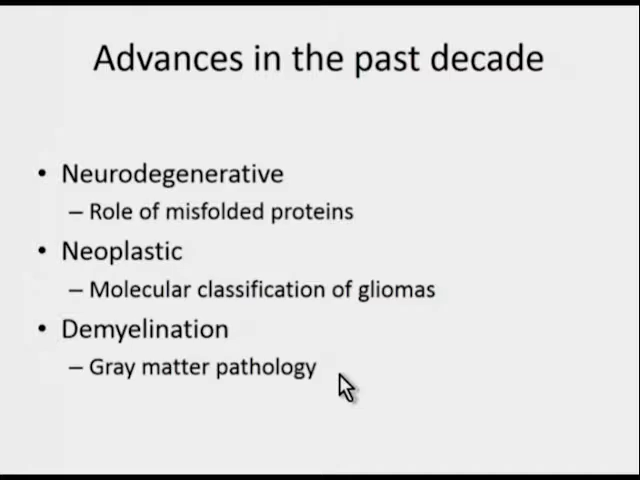 Advances in the past decade
• Neurodegenerative
– Role of misfolded proteins
• Neoplastic
– Molecular classification of gliomas
• Demyelination
– Gray matter pathology